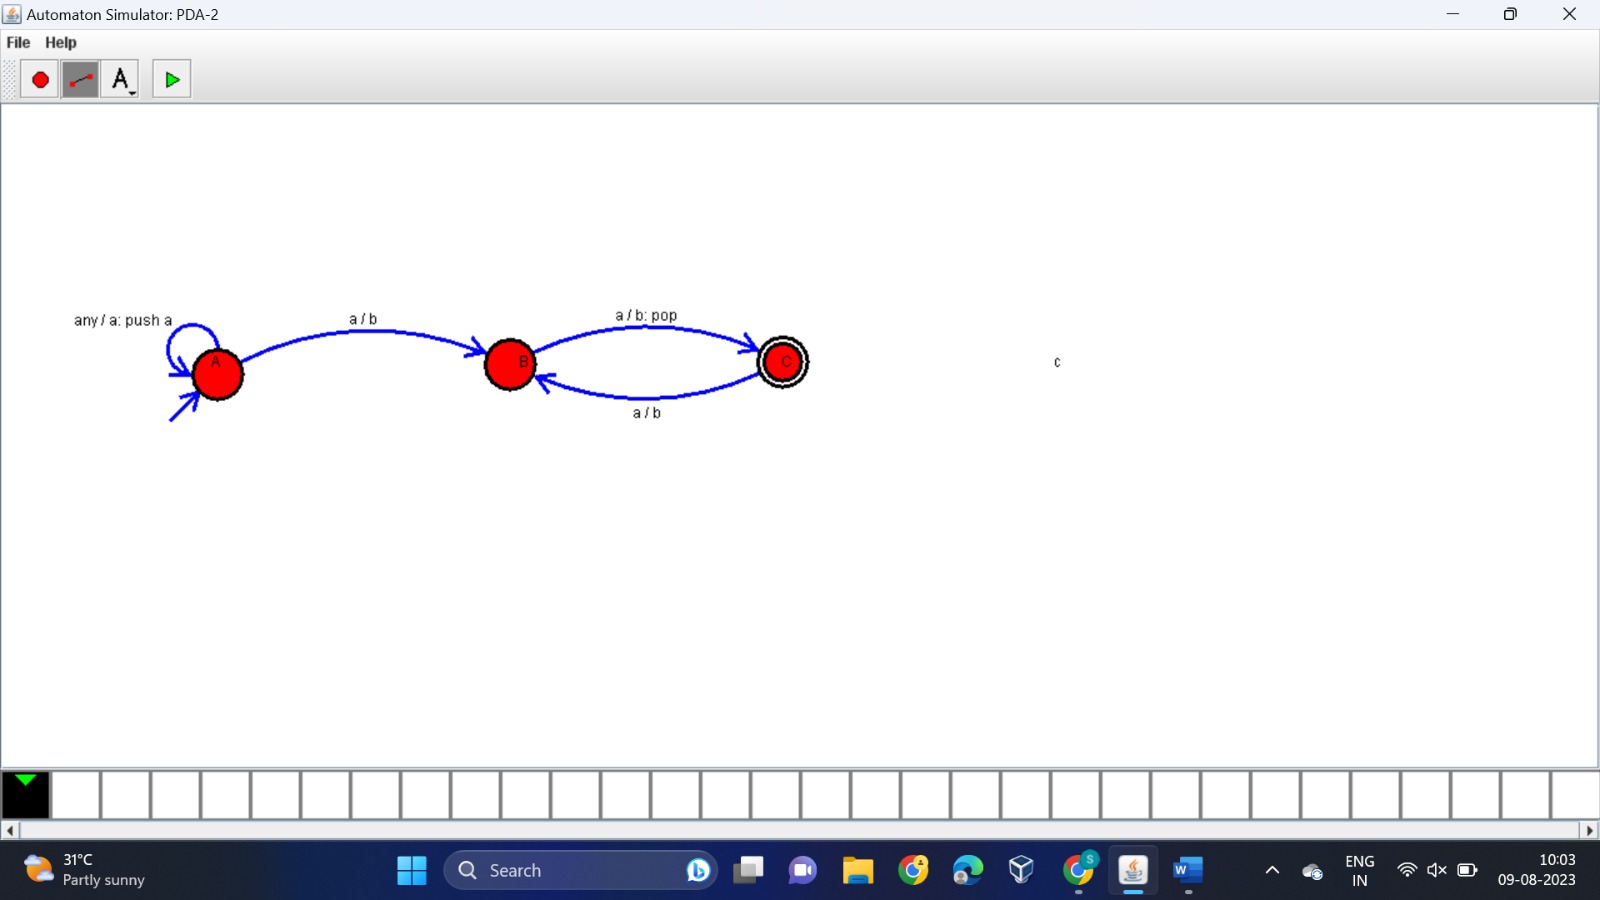 Automaton Simulator: PDA-2
File Help
A
any / a: push a
a / b
a / b: pop
A
B
C
c
a / b
31°C
Partly sunny
Search
S
W
ENG
IN
10:03
09-08-2023